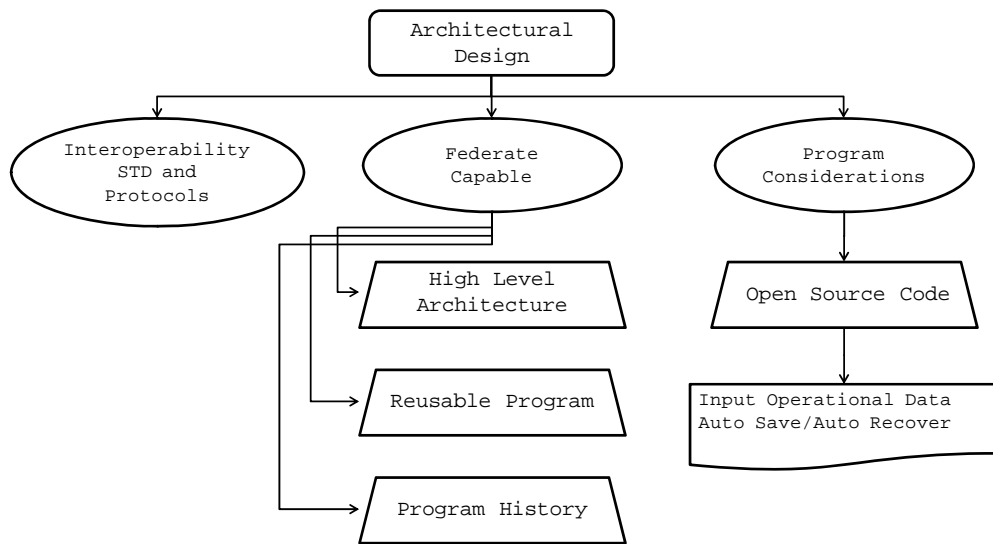 Architectural
Design
Interoperability
STD and
Protocols
Federate
Capable
Program
Considerations
High Level
Architecture
Open Source Code
Reusable Program
Input Operational Data
Auto Save/Auto Recover
Program History